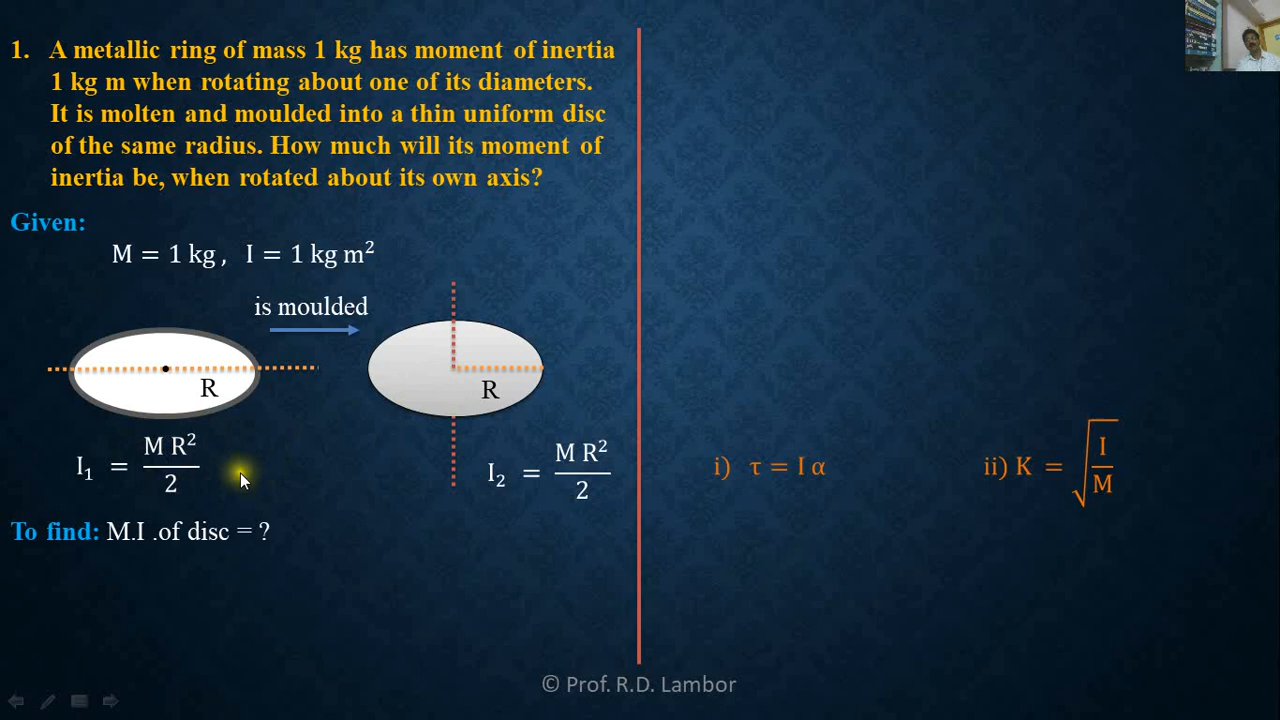 1. A metallic ring of mass 1 kg has moment of inertia
1 kg m when rotating about one of its diameters.
It is molten and moulded into a thin uniform disc
of the same radius. How much will its moment of
inertia be, when rotated about its own axis?
Given:
M = 1 kg , I = 1 kg m²
is moulded
R
R
I₁ = M R²/2
I₂ = M R²/2
To find: M.I .of disc = ?
i) τ = I α
ii) K = √(I/M)
© Prof. R.D. Lambor